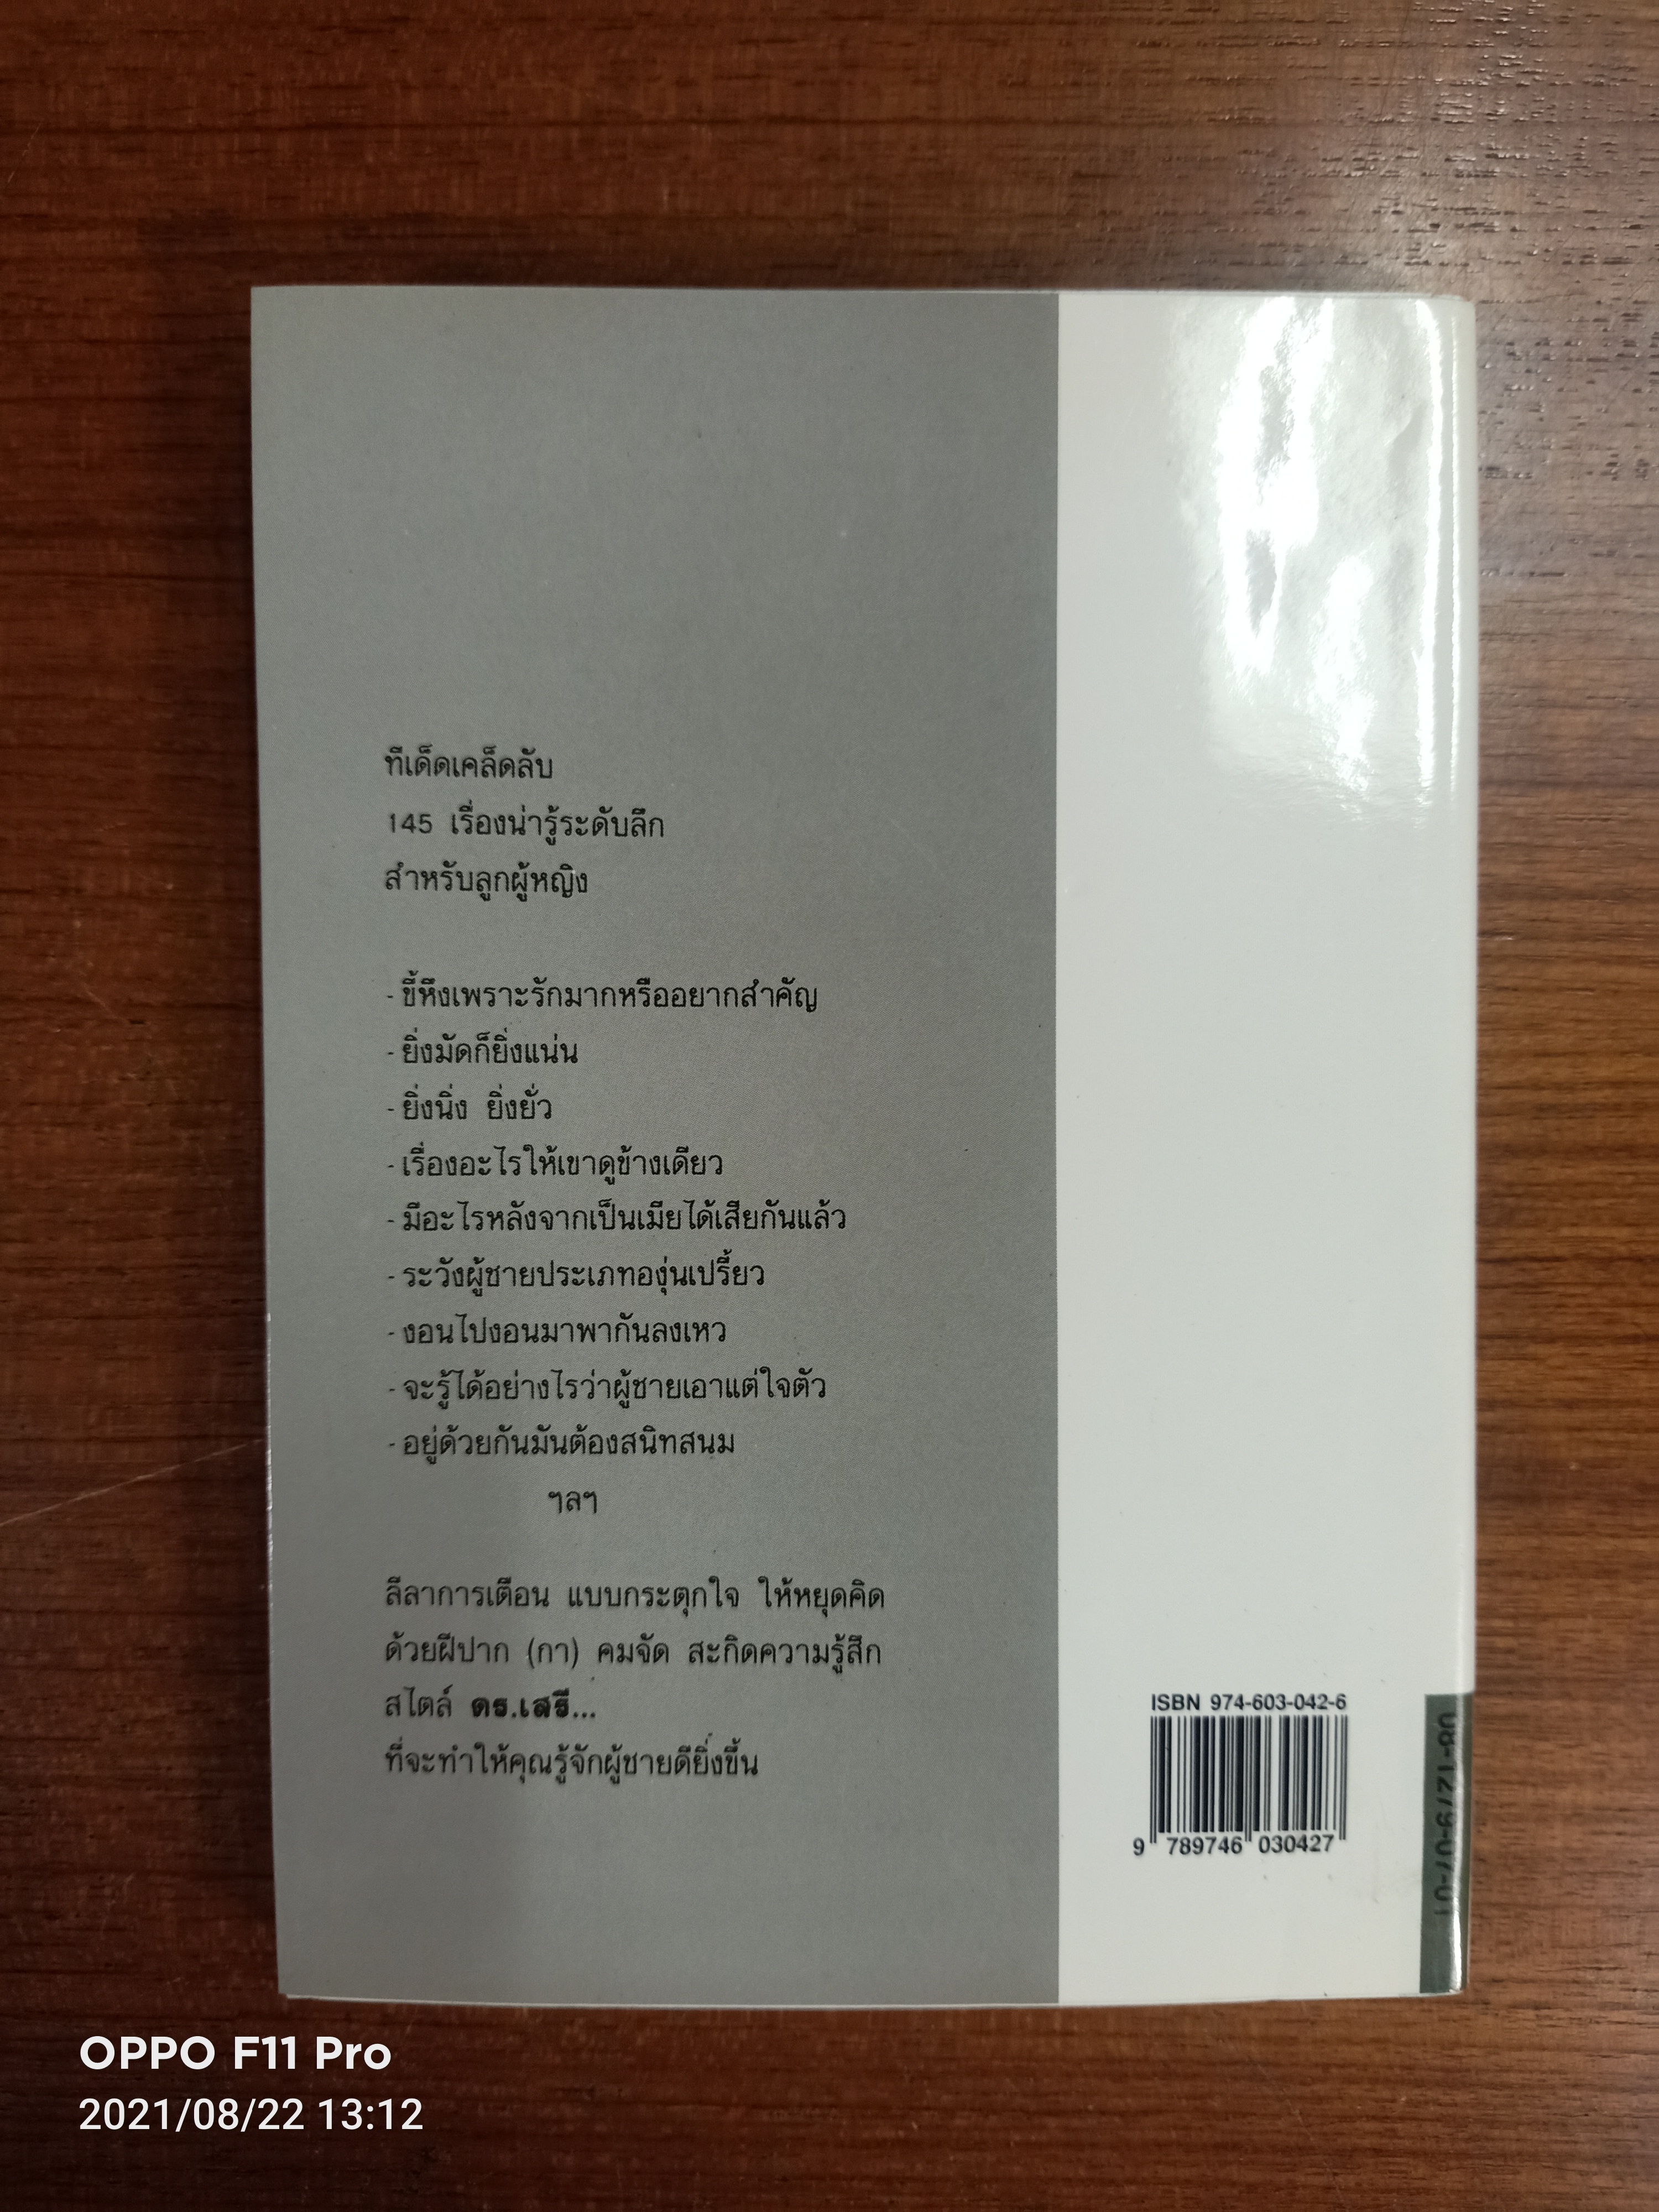 ทีเด็ดเคล็ดลับ
145 เรื่องน่ารู้ระดับลึก
สำหรับลูกผู้หญิง
- ขี้หึงเพราะรักมากหรืออยากสำคัญ
- ยิ่งมัดก็ยิ่งแน่น
- ยิ่งนิ่ง ยิ่งยั่ว
- เรื่องอะไรให้เขาดูข้างเดียว
- มีอะไรหลังจากเป็นเมียได้เสียกันแล้ว
- ระวังผู้ชายประเภทองุ่นเปรี้ยว
- งอนไปงอนมาพากันลงเหว
- จะรู้ได้อย่างไรว่าผู้ชายเอาแต่ใจตัว
- อยู่ด้วยกันมันต้องสนิทสนม
ฯลฯ
ลีลาการเตือน แบบกระตุกใจ ให้หยุดคิด
ด้วยฝีปาก (กา) คมจัด สะกิดความรู้สึก
สไตล์ ดร.เสรี...
ที่จะทำให้คุณรู้จักผู้ชายดียิ่งขึ้น
ISBN 974-603-042-6
9 789746 030427
08-1279-07-01
OPPO F11 Pro
2021/08/22 13:12